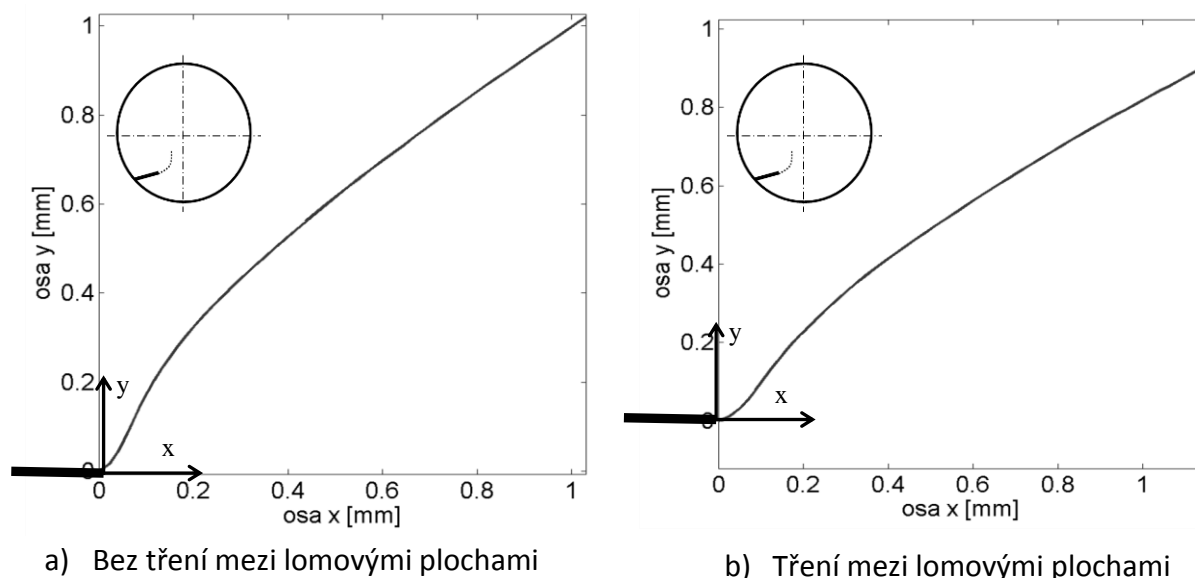 1
0.8
0.6
0.4
0.2
0
osa y [mm]
y
x
0 0.2 0.4 0.6 0.8 1
osa x [mm]
a) Bez tření mezi lomovými plochami
1
0.8
0.6
0.4
0.2
0
osa y [mm]
y
x
0 0.2 0.4 0.6 0.8 1
osa x [mm]
b) Tření mezi lomovými plochami